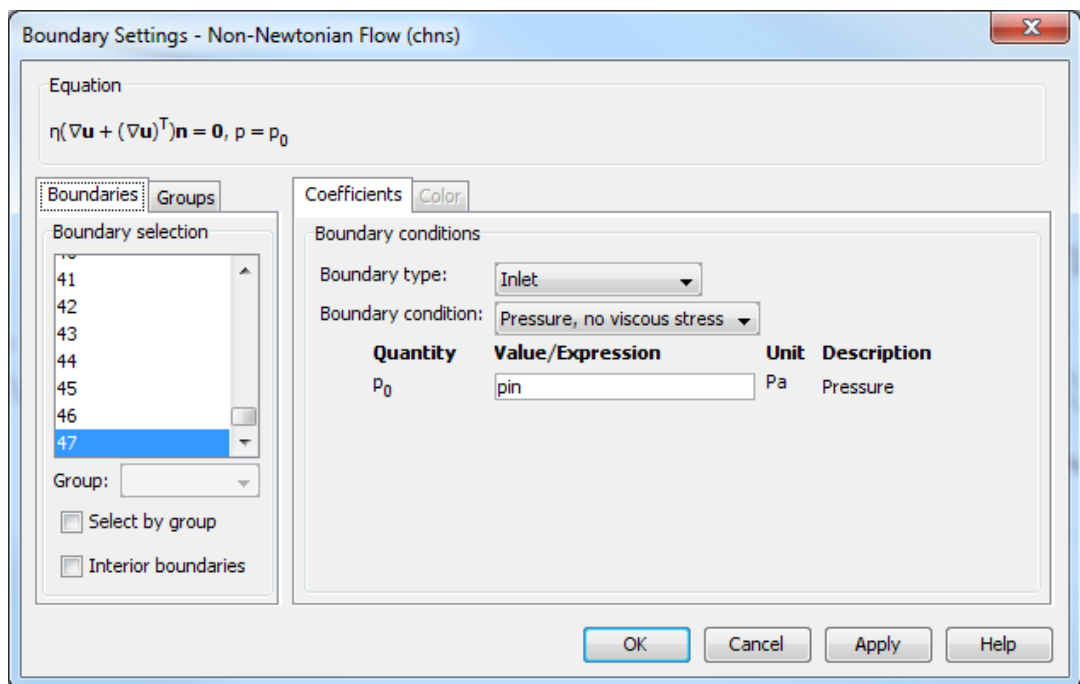 Boundary Settings - Non-Newtonian Flow (chns)
Equation
η(∇u + (∇u)ᵀ)n = 0, p = p₀
Boundaries Groups
Coefficients Color
Boundary selection
41
42
43
44
45
46
47
Group:
Select by group
Interior boundaries
Boundary conditions
Boundary type: Inlet
Boundary condition: Pressure, no viscous stress
Quantity Value/Expression Unit Description
p₀ pin Pa Pressure
OK Cancel Apply Help